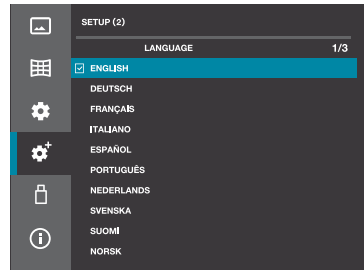 SETUP (2)
LANGUAGE 1/3
ENGLISH
DEUTSCH
FRANÇAIS
ITALIANO
ESPAÑOL
PORTUGUÊS
NEDERLANDS
SVENSKA
SUOMI
NORSK